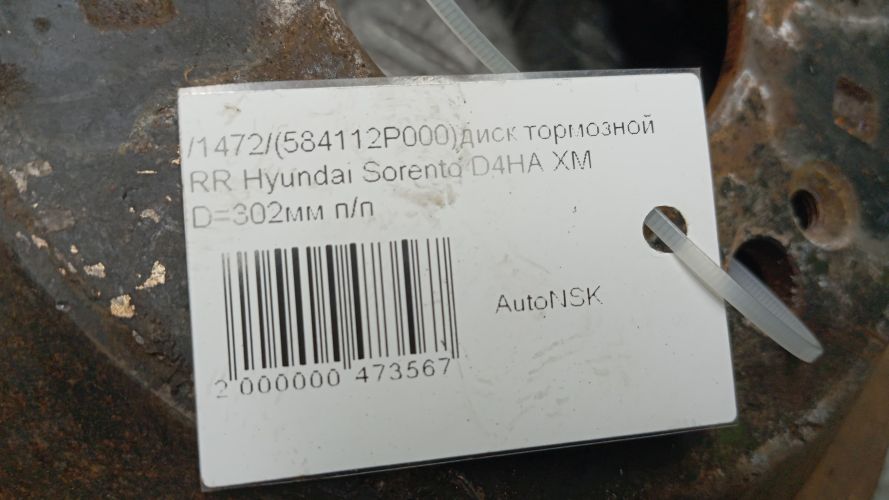 /1472/(584112P000)диск тормозной
RR Hyundai Sorento D4HA XM
D=302мм п/п
AutoNSK
2 000000 473567